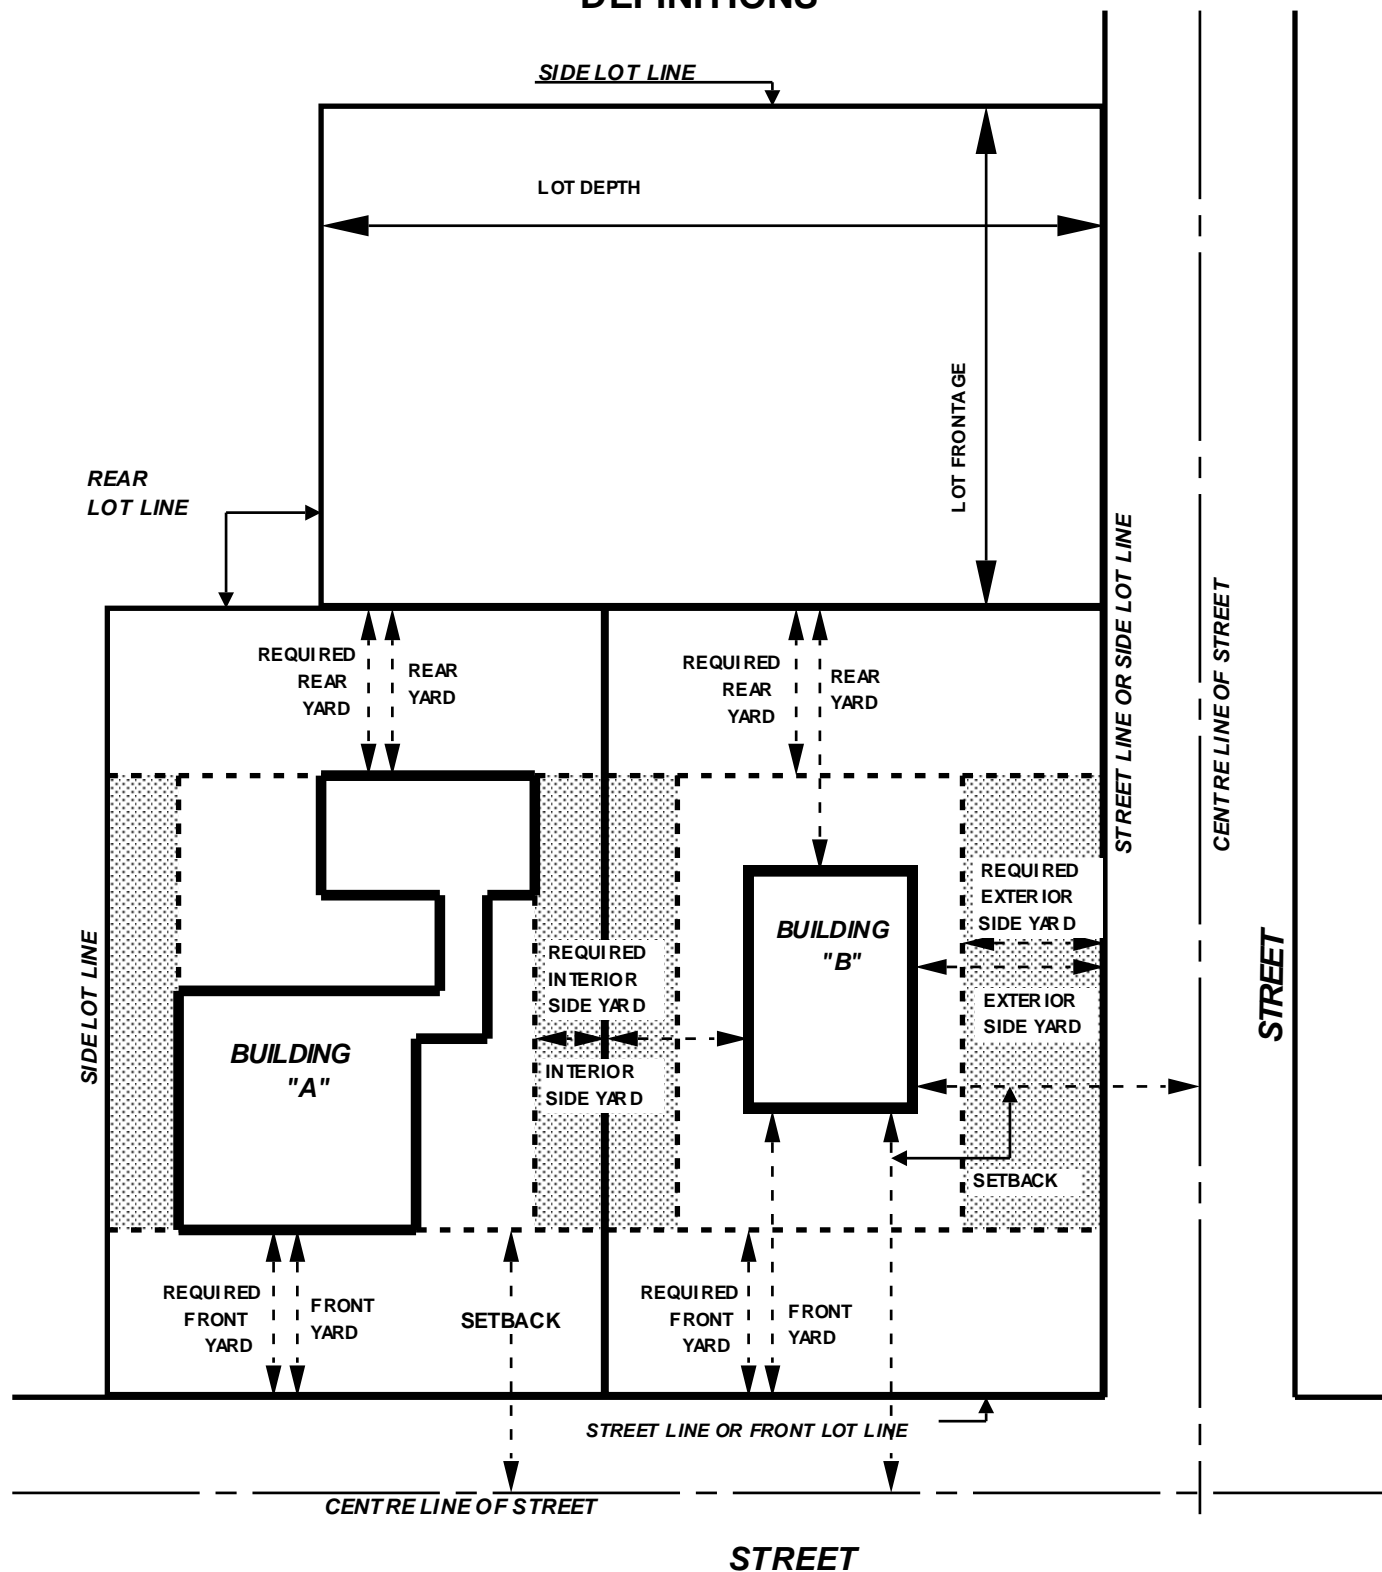 DEFINITIONS
SIDE LOT LINE
LOT DEPTH
LOT FRONTAGE
REAR
LOT LINE
STREET LINE OR SIDE LOT LINE
CENTRE LINE OF STREET
REQUIRED
REAR
YARD
REAR
YARD
REQUIRED
REAR
YARD
REAR
YARD
REQUIRED
EXTERIOR
SIDE YARD
BUILDING
"B"
SIDE LOT LINE
REQUIRED
INTERIOR
SIDE YARD
STREET
EXTERIOR
SIDE YARD
BUILDING
"A"
INTERIOR
SIDE YARD
SETBACK
REQUIRED
FRONT
YARD
FRONT
YARD
SETBACK
REQUIRED
FRONT
YARD
FRONT
YARD
STREET LINE OR FRONT LOT LINE
CENTRE LINE OF STREET
STREET